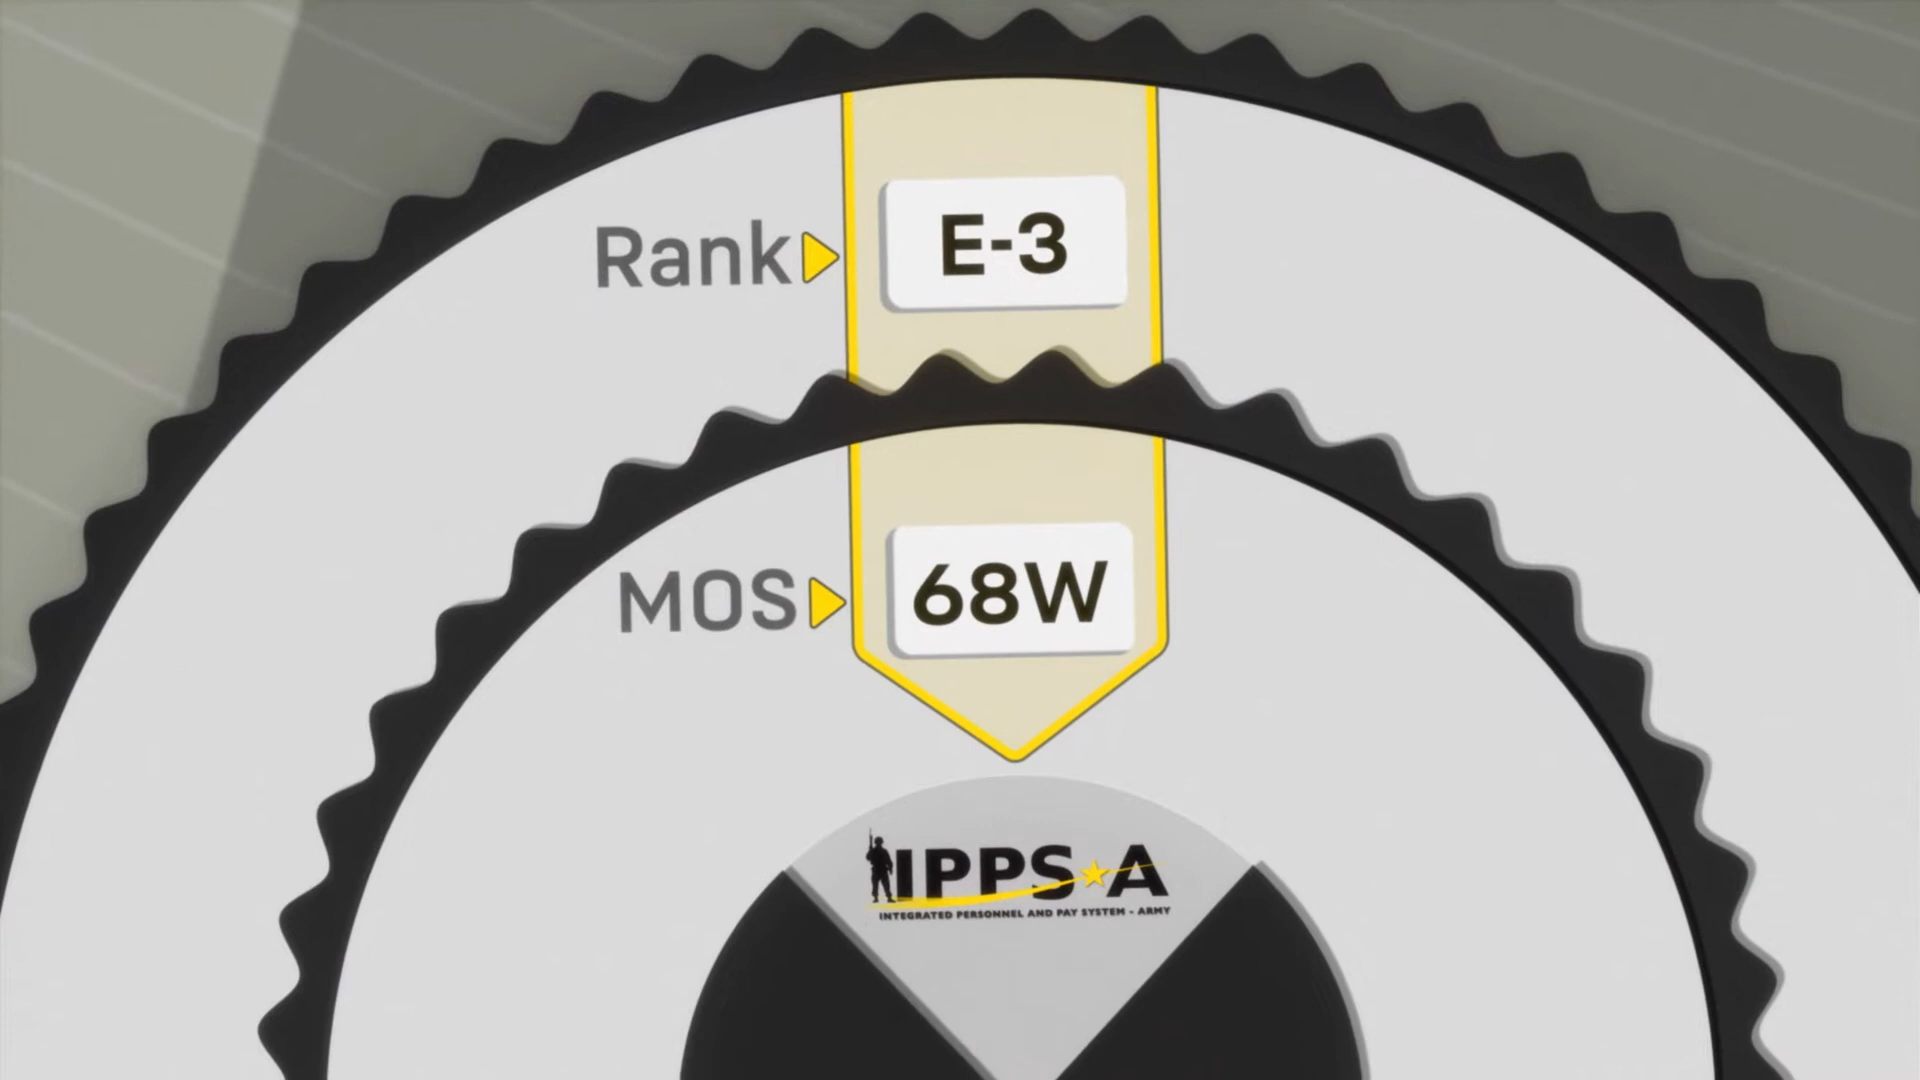 Rank
E-3
MOS
68W
IPPS★A
INTEGRATED PERSONNEL AND PAY SYSTEM - ARMY